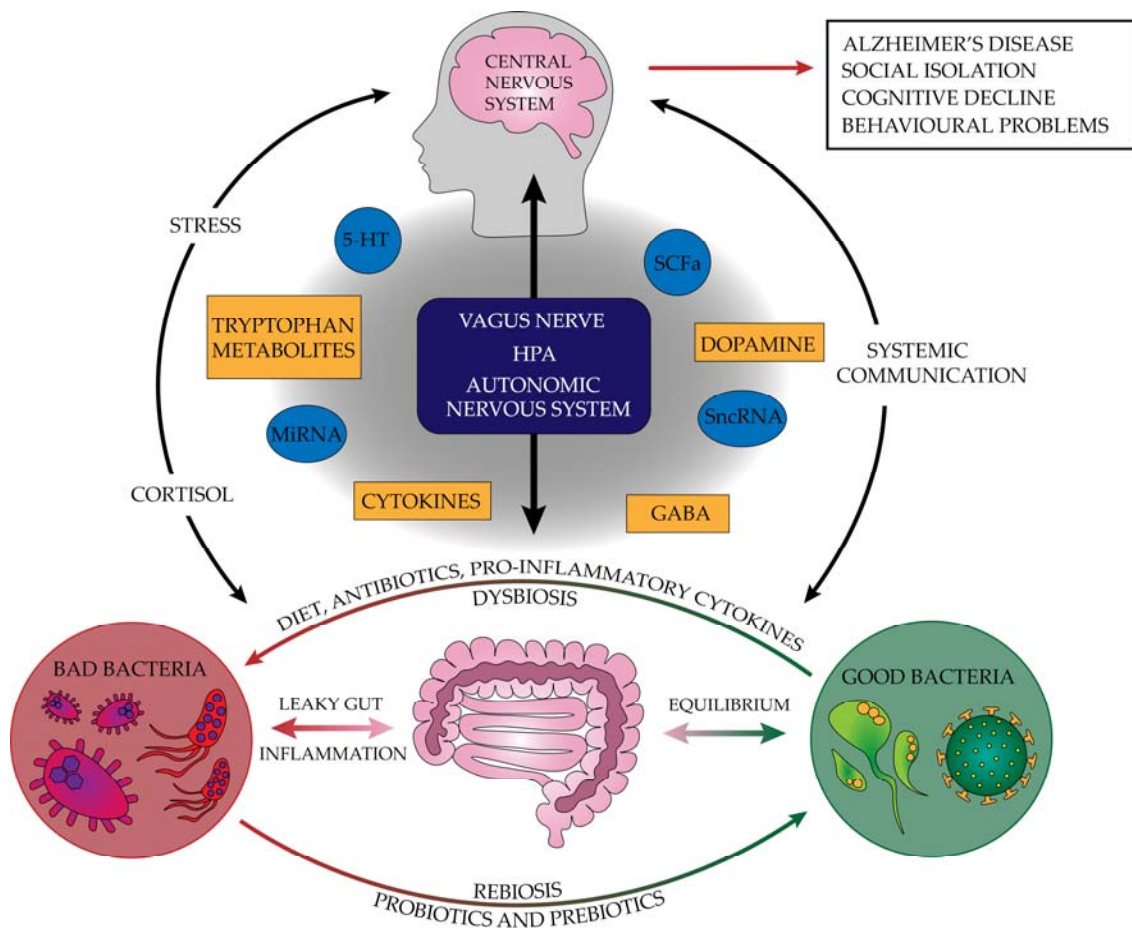 CENTRAL
NERVOUS
SYSTEM
ALZHEIMER'S DISEASE
SOCIAL ISOLATION
COGNITIVE DECLINE
BEHAVIOURAL PROBLEMS
STRESS
5-HT
SCFa
TRYPTOPHAN
METABOLITES
VAGUS NERVE
HPA
AUTONOMIC
NERVOUS SYSTEM
DOPAMINE
SYSTEMIC
COMMUNICATION
MiRNA
SncRNA
CORTISOL
CYTOKINES
GABA
DIET, ANTIBIOTICS, PRO-INFLAMMATORY CYTOKINES
DYSBIOSIS
BAD BACTERIA
LEAKY GUT
INFLAMMATION
EQUILIBRIUM
GOOD BACTERIA
REBIOSIS
PROBIOTICS AND PREBIOTICS